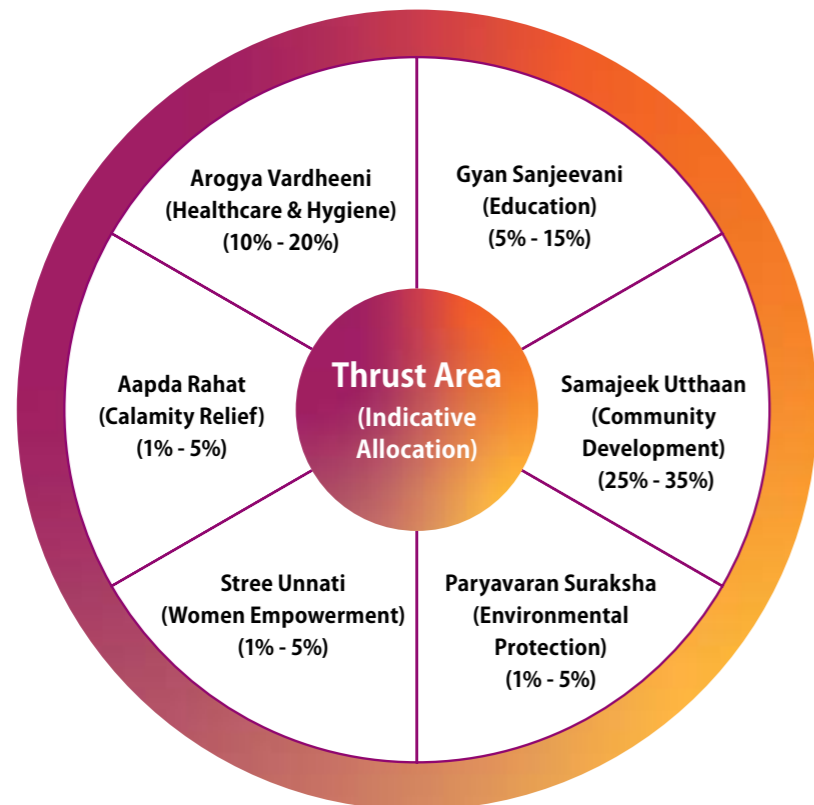 Thrust Area
(Indicative
Allocation)
Gyan Sanjeevani
(Education)
(5% - 15%)
Samajeek Utthaan
(Community
Development)
(25% - 35%)
Paryavaran Suraksha
(Environmental
Protection)
(1% - 5%)
Stree Unnati
(Women Empowerment)
(1% - 5%)
Aapda Rahat
(Calamity Relief)
(1% - 5%)
Arogya Vardheeni
(Healthcare & Hygiene)
(10% - 20%)